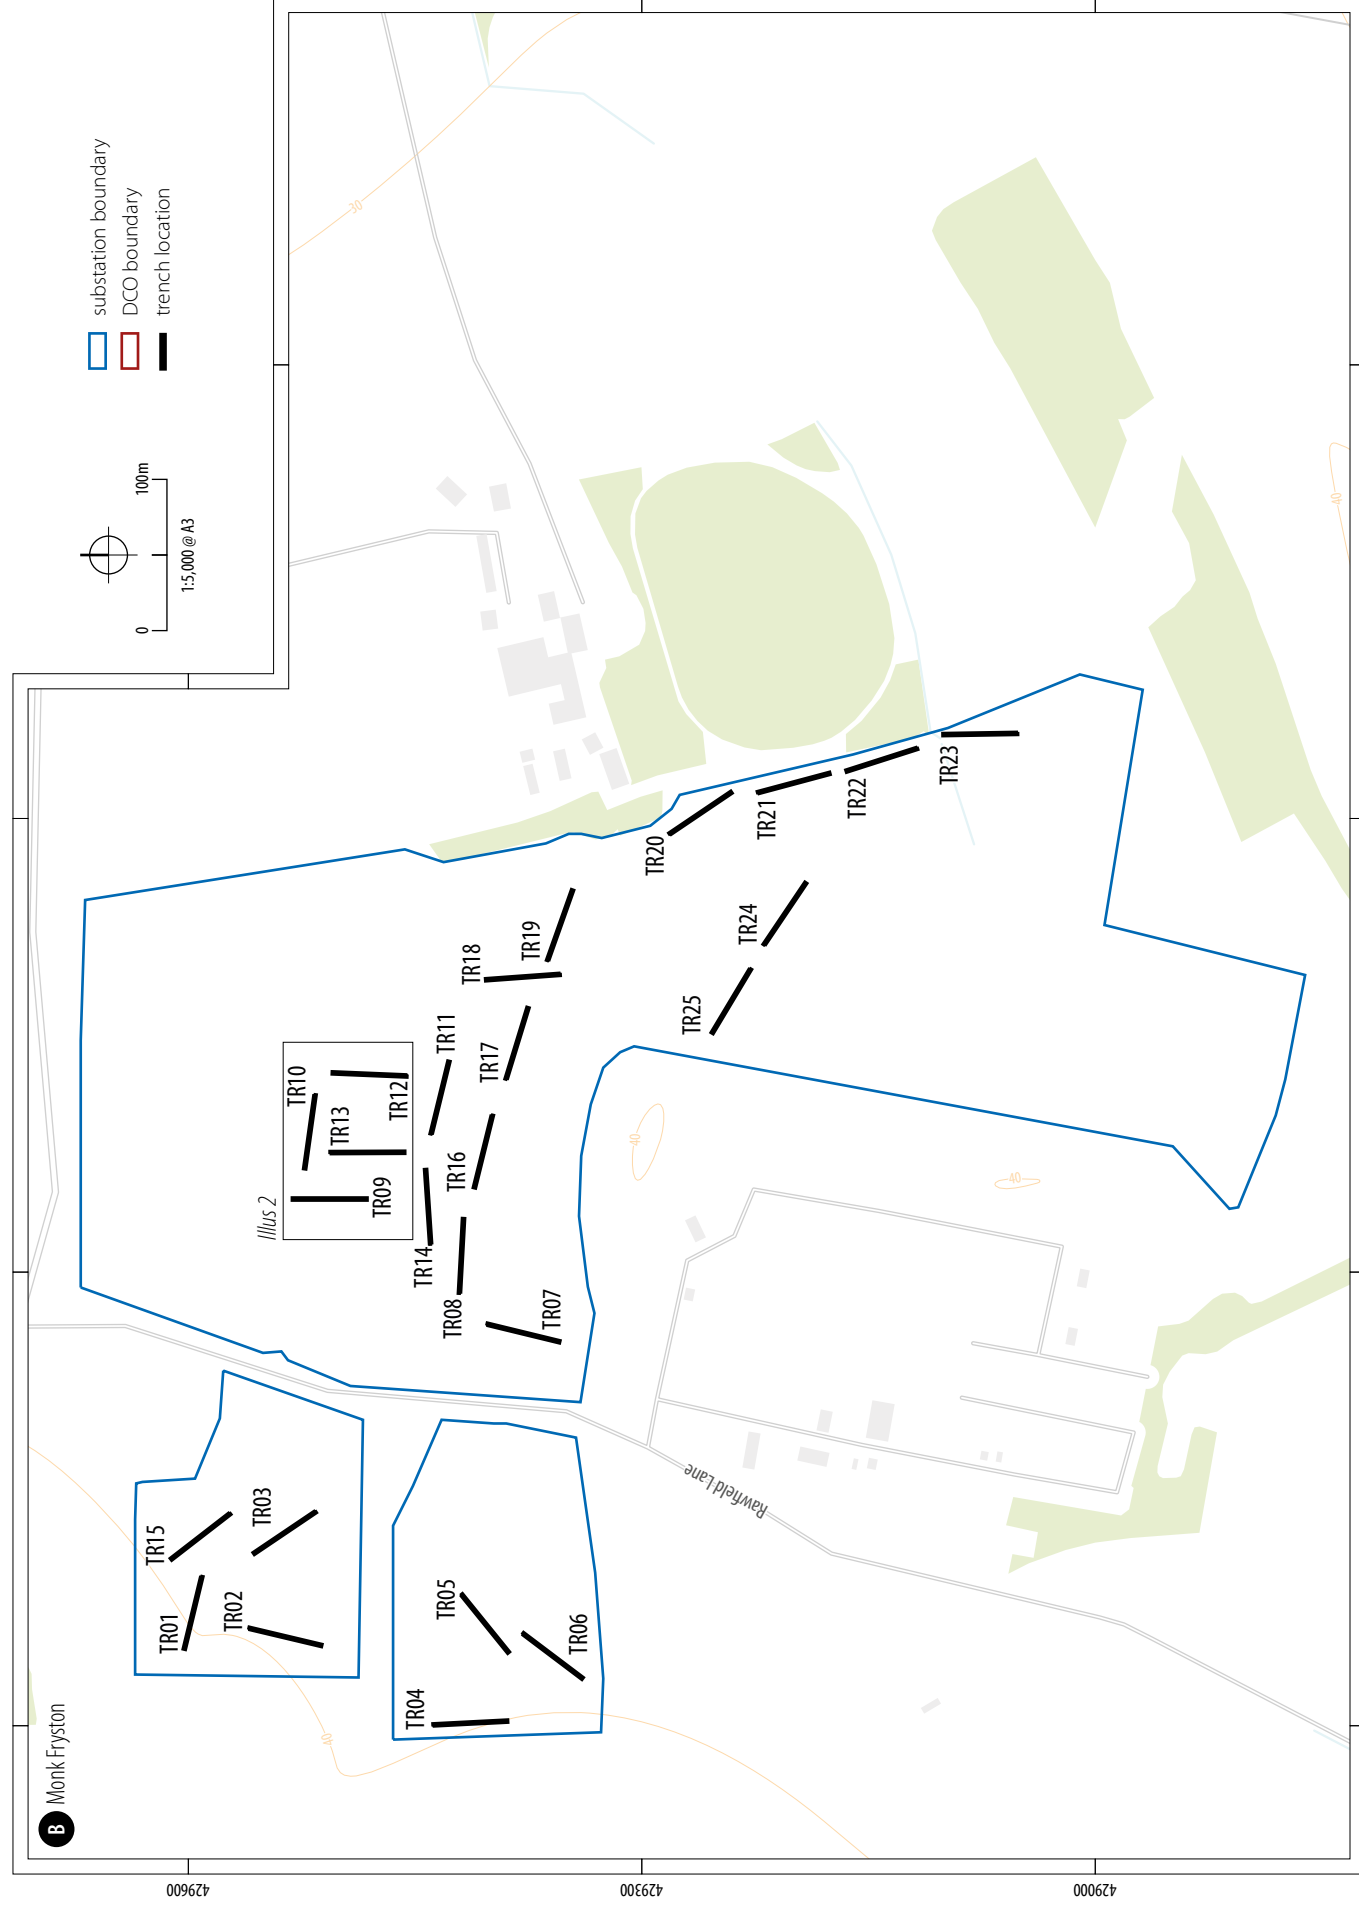 B Monk Fryston
substation boundary
DCO boundary
trench location
0
100m
1:5,000 @ A3
TR15
TR01
TR02
TR03
TR04
TR05
TR06
Illus 2
TR10
TR13
TR09
TR12
TR14
TR11
TR08
TR16
TR07
TR17
TR18
TR19
TR20
TR21
TR22
TR23
TR24
TR25
Rawfield Lane
30
40
40
40
40
429600
429300
429000